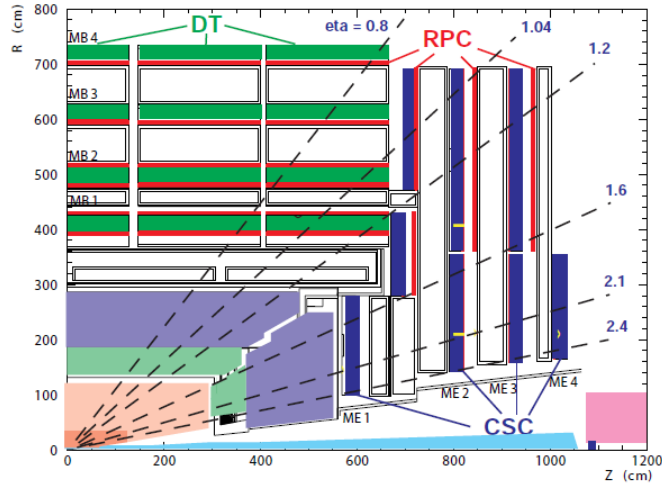 R (cm)
800
700
600
500
400
300
200
100
0
MB 4
MB 3
MB 2
MB 1
DT
eta = 0.8
RPC
1.04
1.2
1.6
2.1
2.4
ME 1
ME 2
ME 3
ME 4
CSC
0
200
400
600
800
1000
1200
Z (cm)